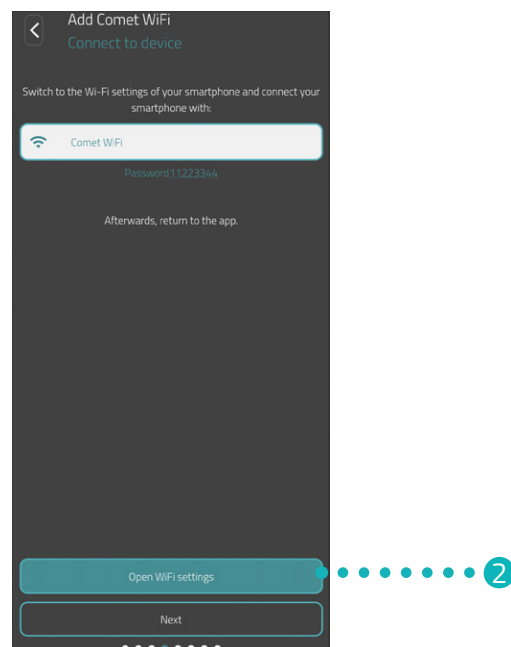 Add Comet WiFi
Connect to device
Switch to the Wi-Fi settings of your smartphone and connect your
smartphone with:
Comet WiFi
Password11223344
Afterwards, return to the app.
Open WiFi settings
2
Next